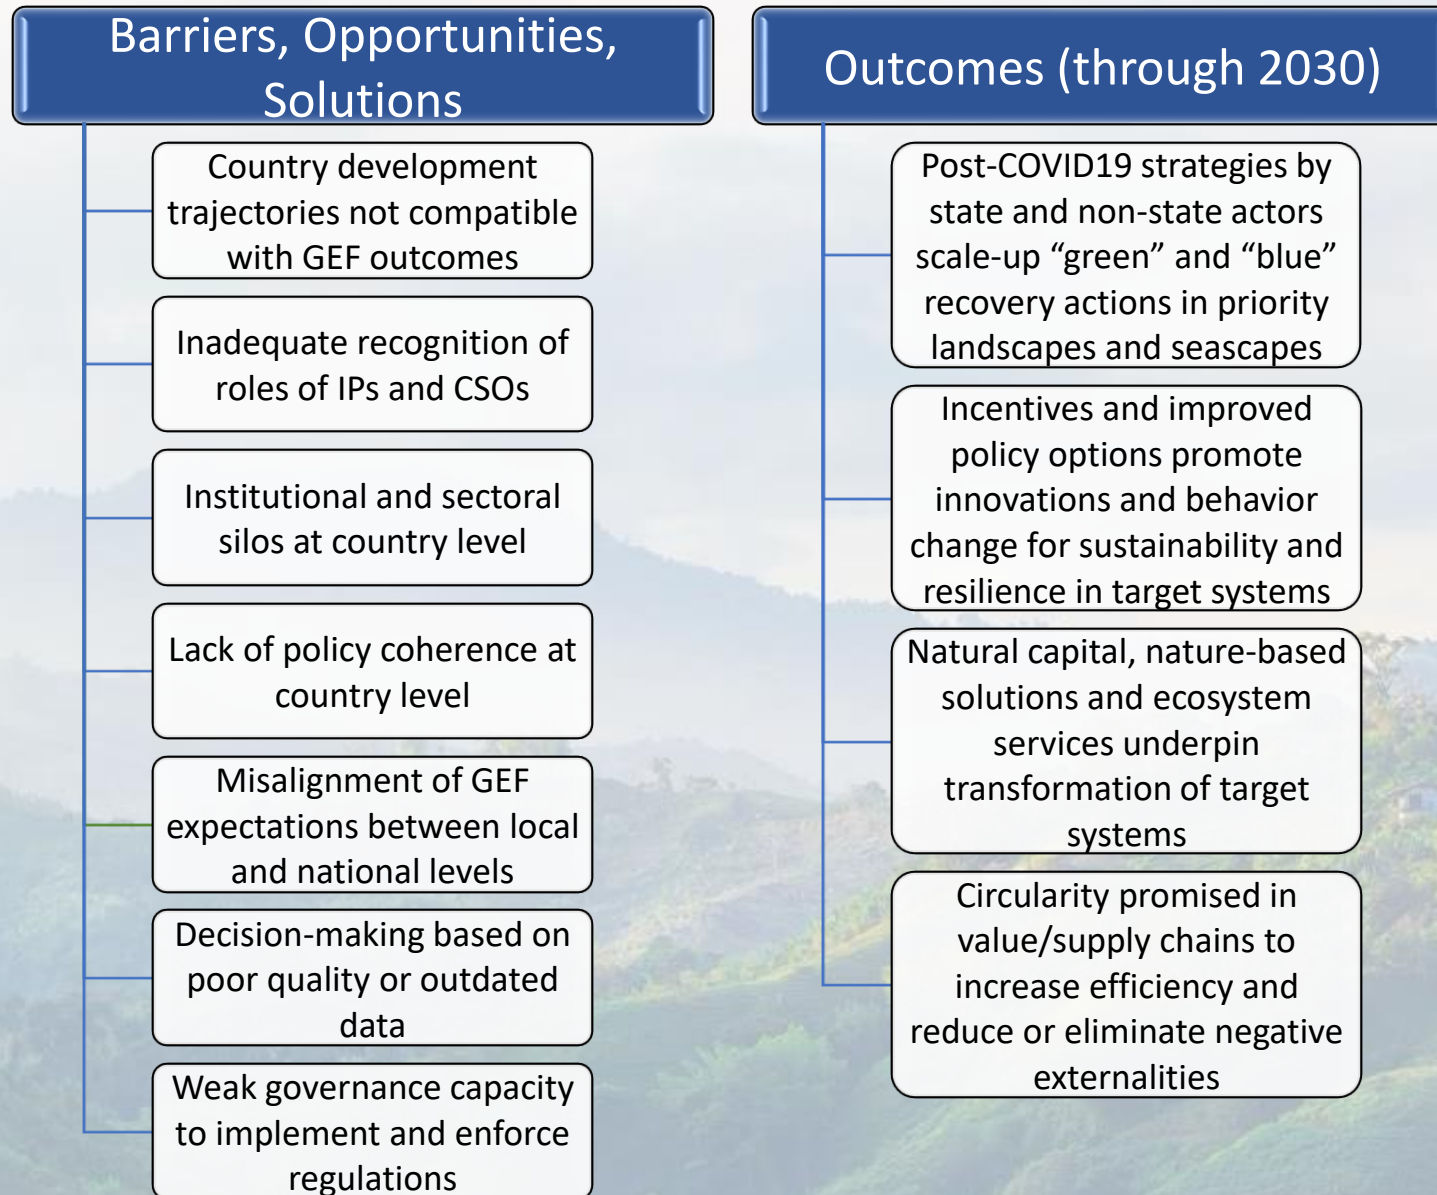 Barriers, Opportunities,
Solutions
Country development
trajectories not compatible
with GEF outcomes
Inadequate recognition of
roles of IPs and CSOs
Institutional and sectoral
silos at country level
Lack of policy coherence at
country level
Misalignment of GEF
expectations between local
and national levels
Decision-making based on
poor quality or outdated
data
Weak governance capacity
to implement and enforce
regulations
Outcomes (through 2030)
Post-COVID19 strategies by
state and non-state actors
scale-up “green” and “blue”
recovery actions in priority
landscapes and seascapes
Incentives and improved
policy options promote
innovations and behavior
change for sustainability and
resilience in target systems
Natural capital, nature-based
solutions and ecosystem
services underpin
transformation of target
systems
Circularity promised in
value/supply chains to
increase efficiency and
reduce or eliminate negative
externalities